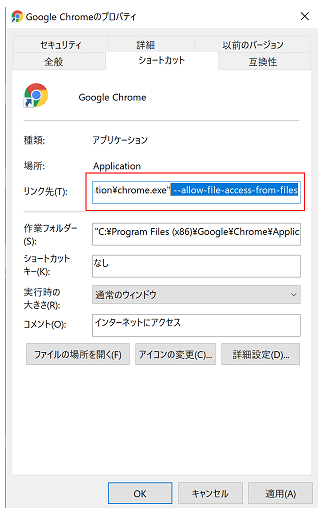 Google Chromeのプロパティ
セキュリティ 詳細 以前のバージョン
全般 ショートカット 互換性
Google Chrome
種類: アプリケーション
場所: Application
リンク先(T): tion¥chrome.exe" --allow-file-access-from-files
作業フォルダー(S): "C:¥Program Files (x86)¥Google¥Chrome¥Applic
ショートカットキー(K): なし
実行時の大きさ(R): 通常のウィンドウ
コメント(O): インターネットにアクセス
ファイルの場所を開く(F) アイコンの変更(C)... 詳細設定(D)...
OK キャンセル 適用(A)